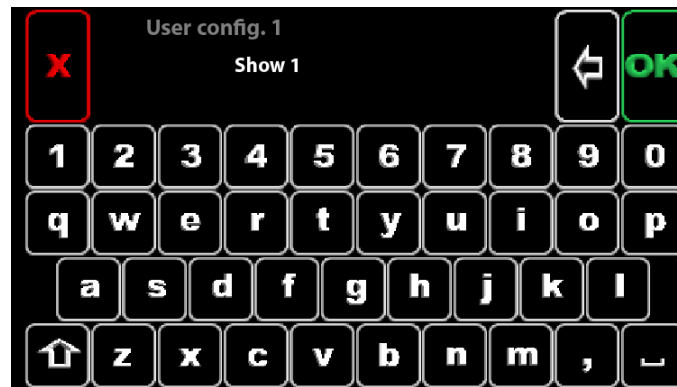 User config. 1
X Show 1 OK
1 2 3 4 5 6 7 8 9 0
q w e r t y u i o p
a s d f g h j k l
z x c v b n m ,